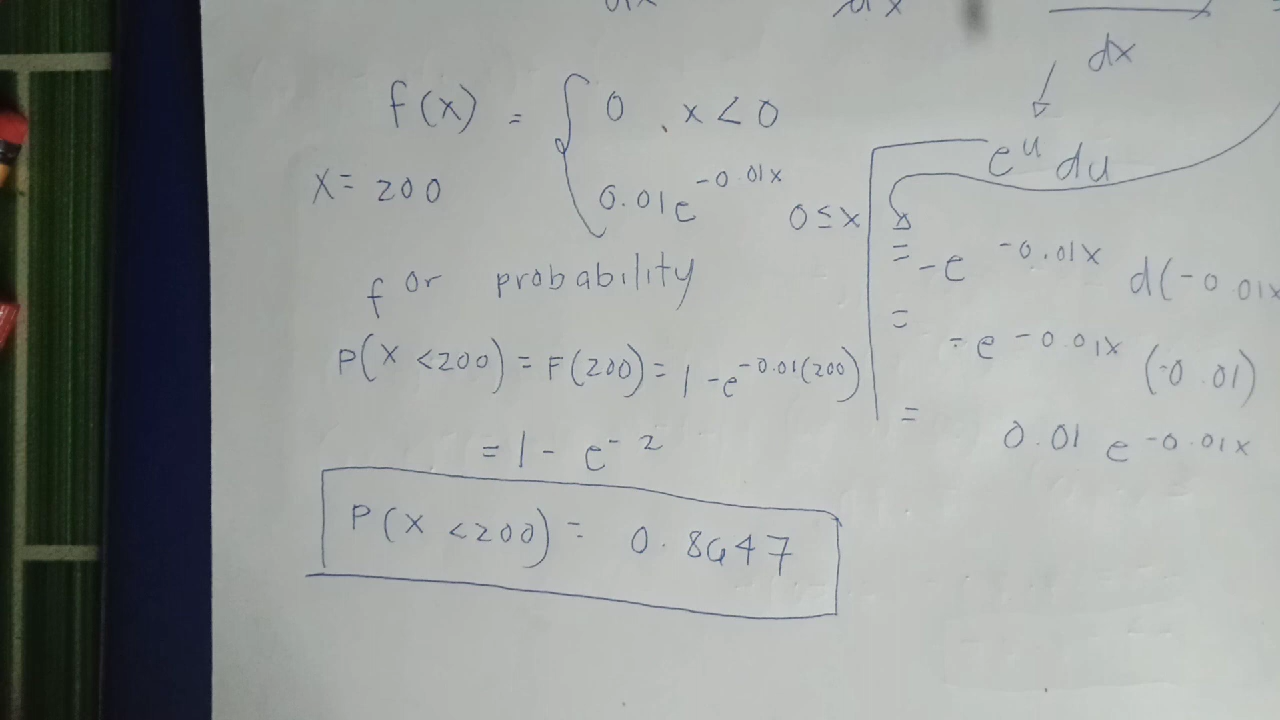 dx
f(x) = { 0 , x < 0
x = 200
0.01e^-0.01x 0 ≤ x
for probability
P(X <200) = F(200) = 1 - e^-0.01(200)
= 1 - e^-2
P(X <200) = 0.8647
e^u du
= -e^-0.01x d(-0.01x
= -e^-0.01x (-0.01)
= 0.01 e^-0.01x